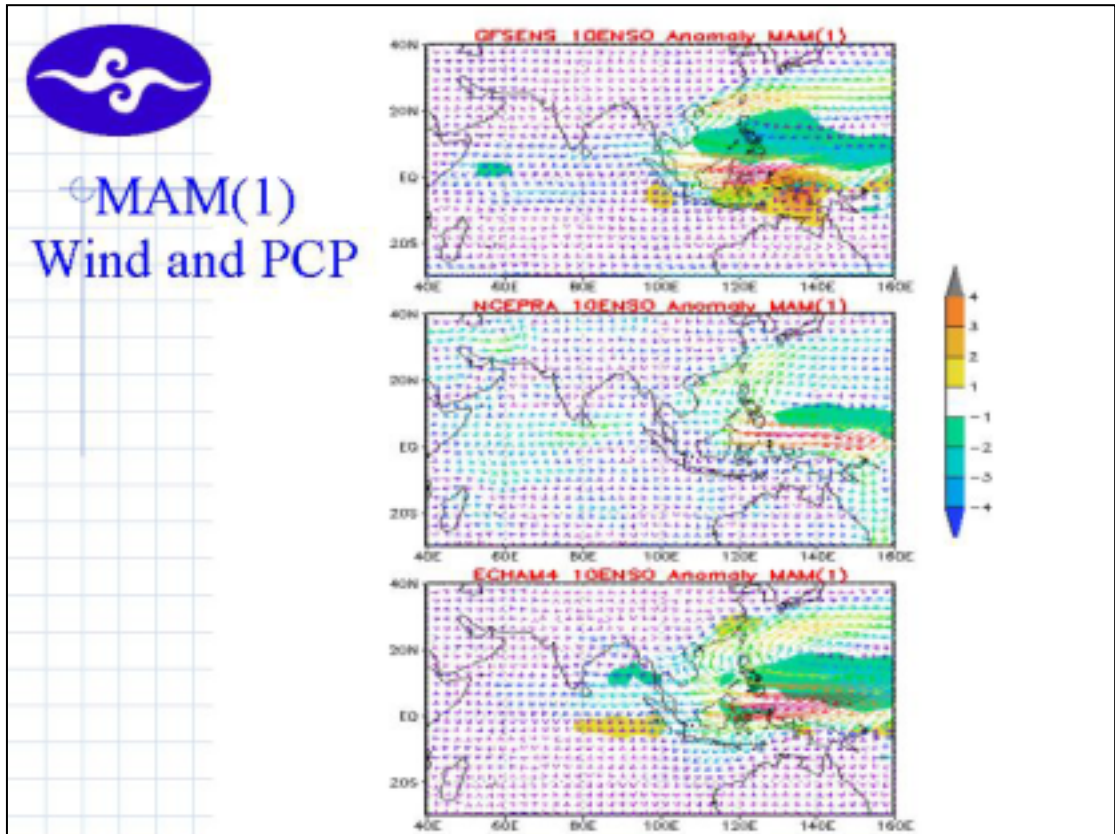 MAM(1)
Wind and PCP
GFSENS 10ENSO Anomaly MAM(1)
40N
20N
EQ
20S
40E 60E 80E 100E 120E 140E 160E
NCEPRA 10ENSO Anomaly MAM(1)
40N
20N
EQ
20S
40E 60E 80E 100E 120E 140E 160E
ECHAM4 10ENSO Anomaly MAM(1)
40N
20N
EQ
20S
40E 60E 80E 100E 120E 140E 160E
4
3
2
1
-1
-2
-3
-4